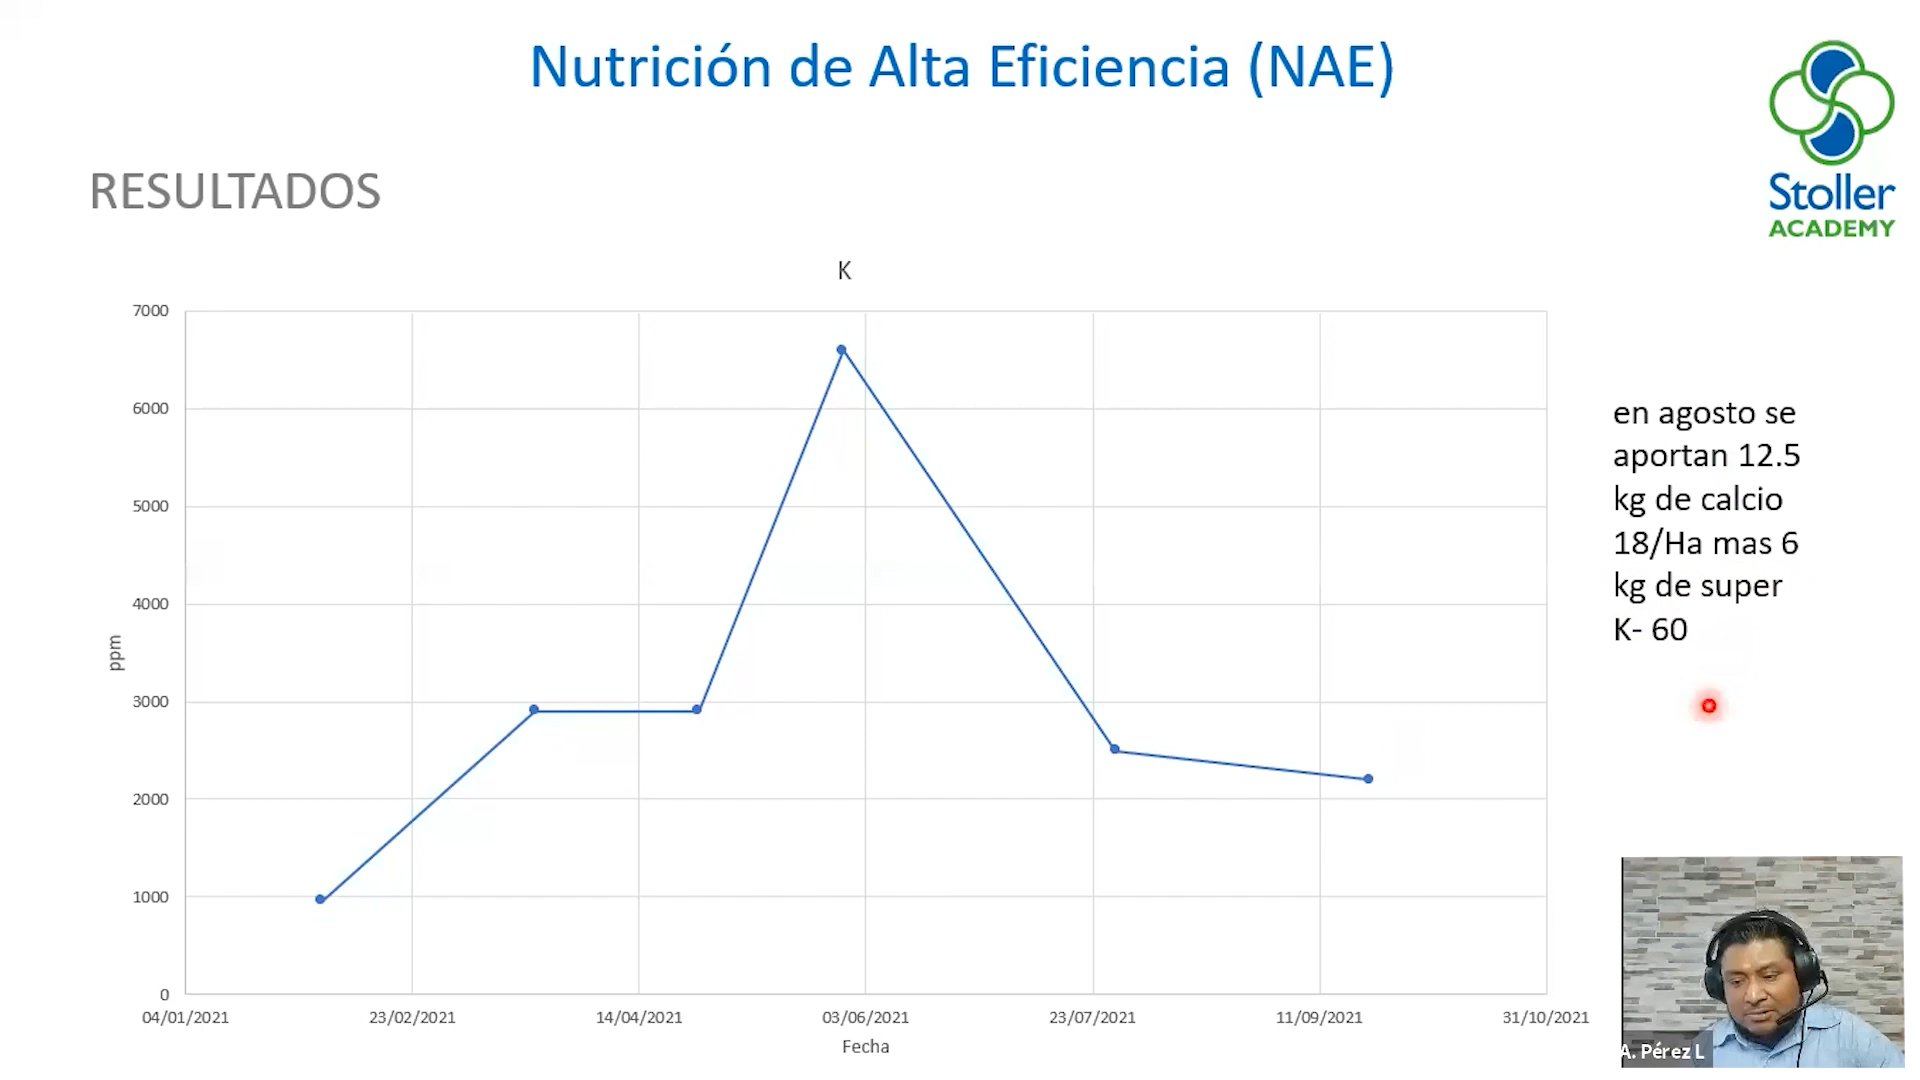 Nutrición de Alta Eficiencia (NAE)
Stoller
ACADEMY
RESULTADOS
K
7000
6000
5000
4000
3000
2000
1000
0
ppm
04/01/2021 23/02/2021 14/04/2021 03/06/2021 23/07/2021 11/09/2021 31/10/2021
Fecha
en agosto se
aportan 12.5
kg de calcio
18/Ha mas 6
kg de super
K- 60
A. Pérez L